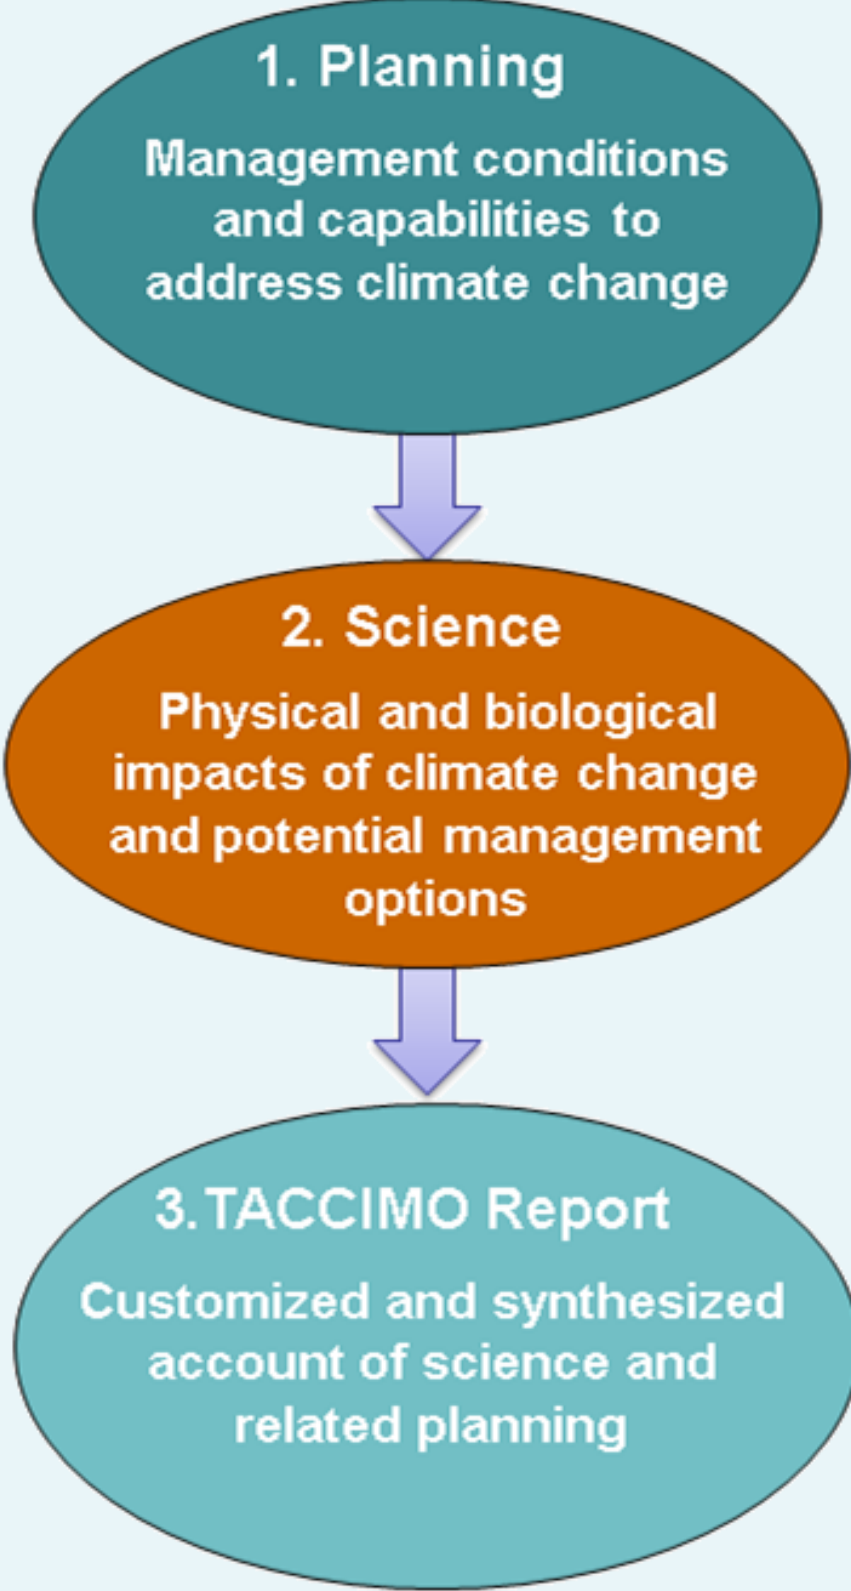 1. Planning
Management conditions
and capabilities to
address climate change
2. Science
Physical and biological
impacts of climate change
and potential management
options
3. TACCIMO Report
Customized and synthesized
account of science and
related planning